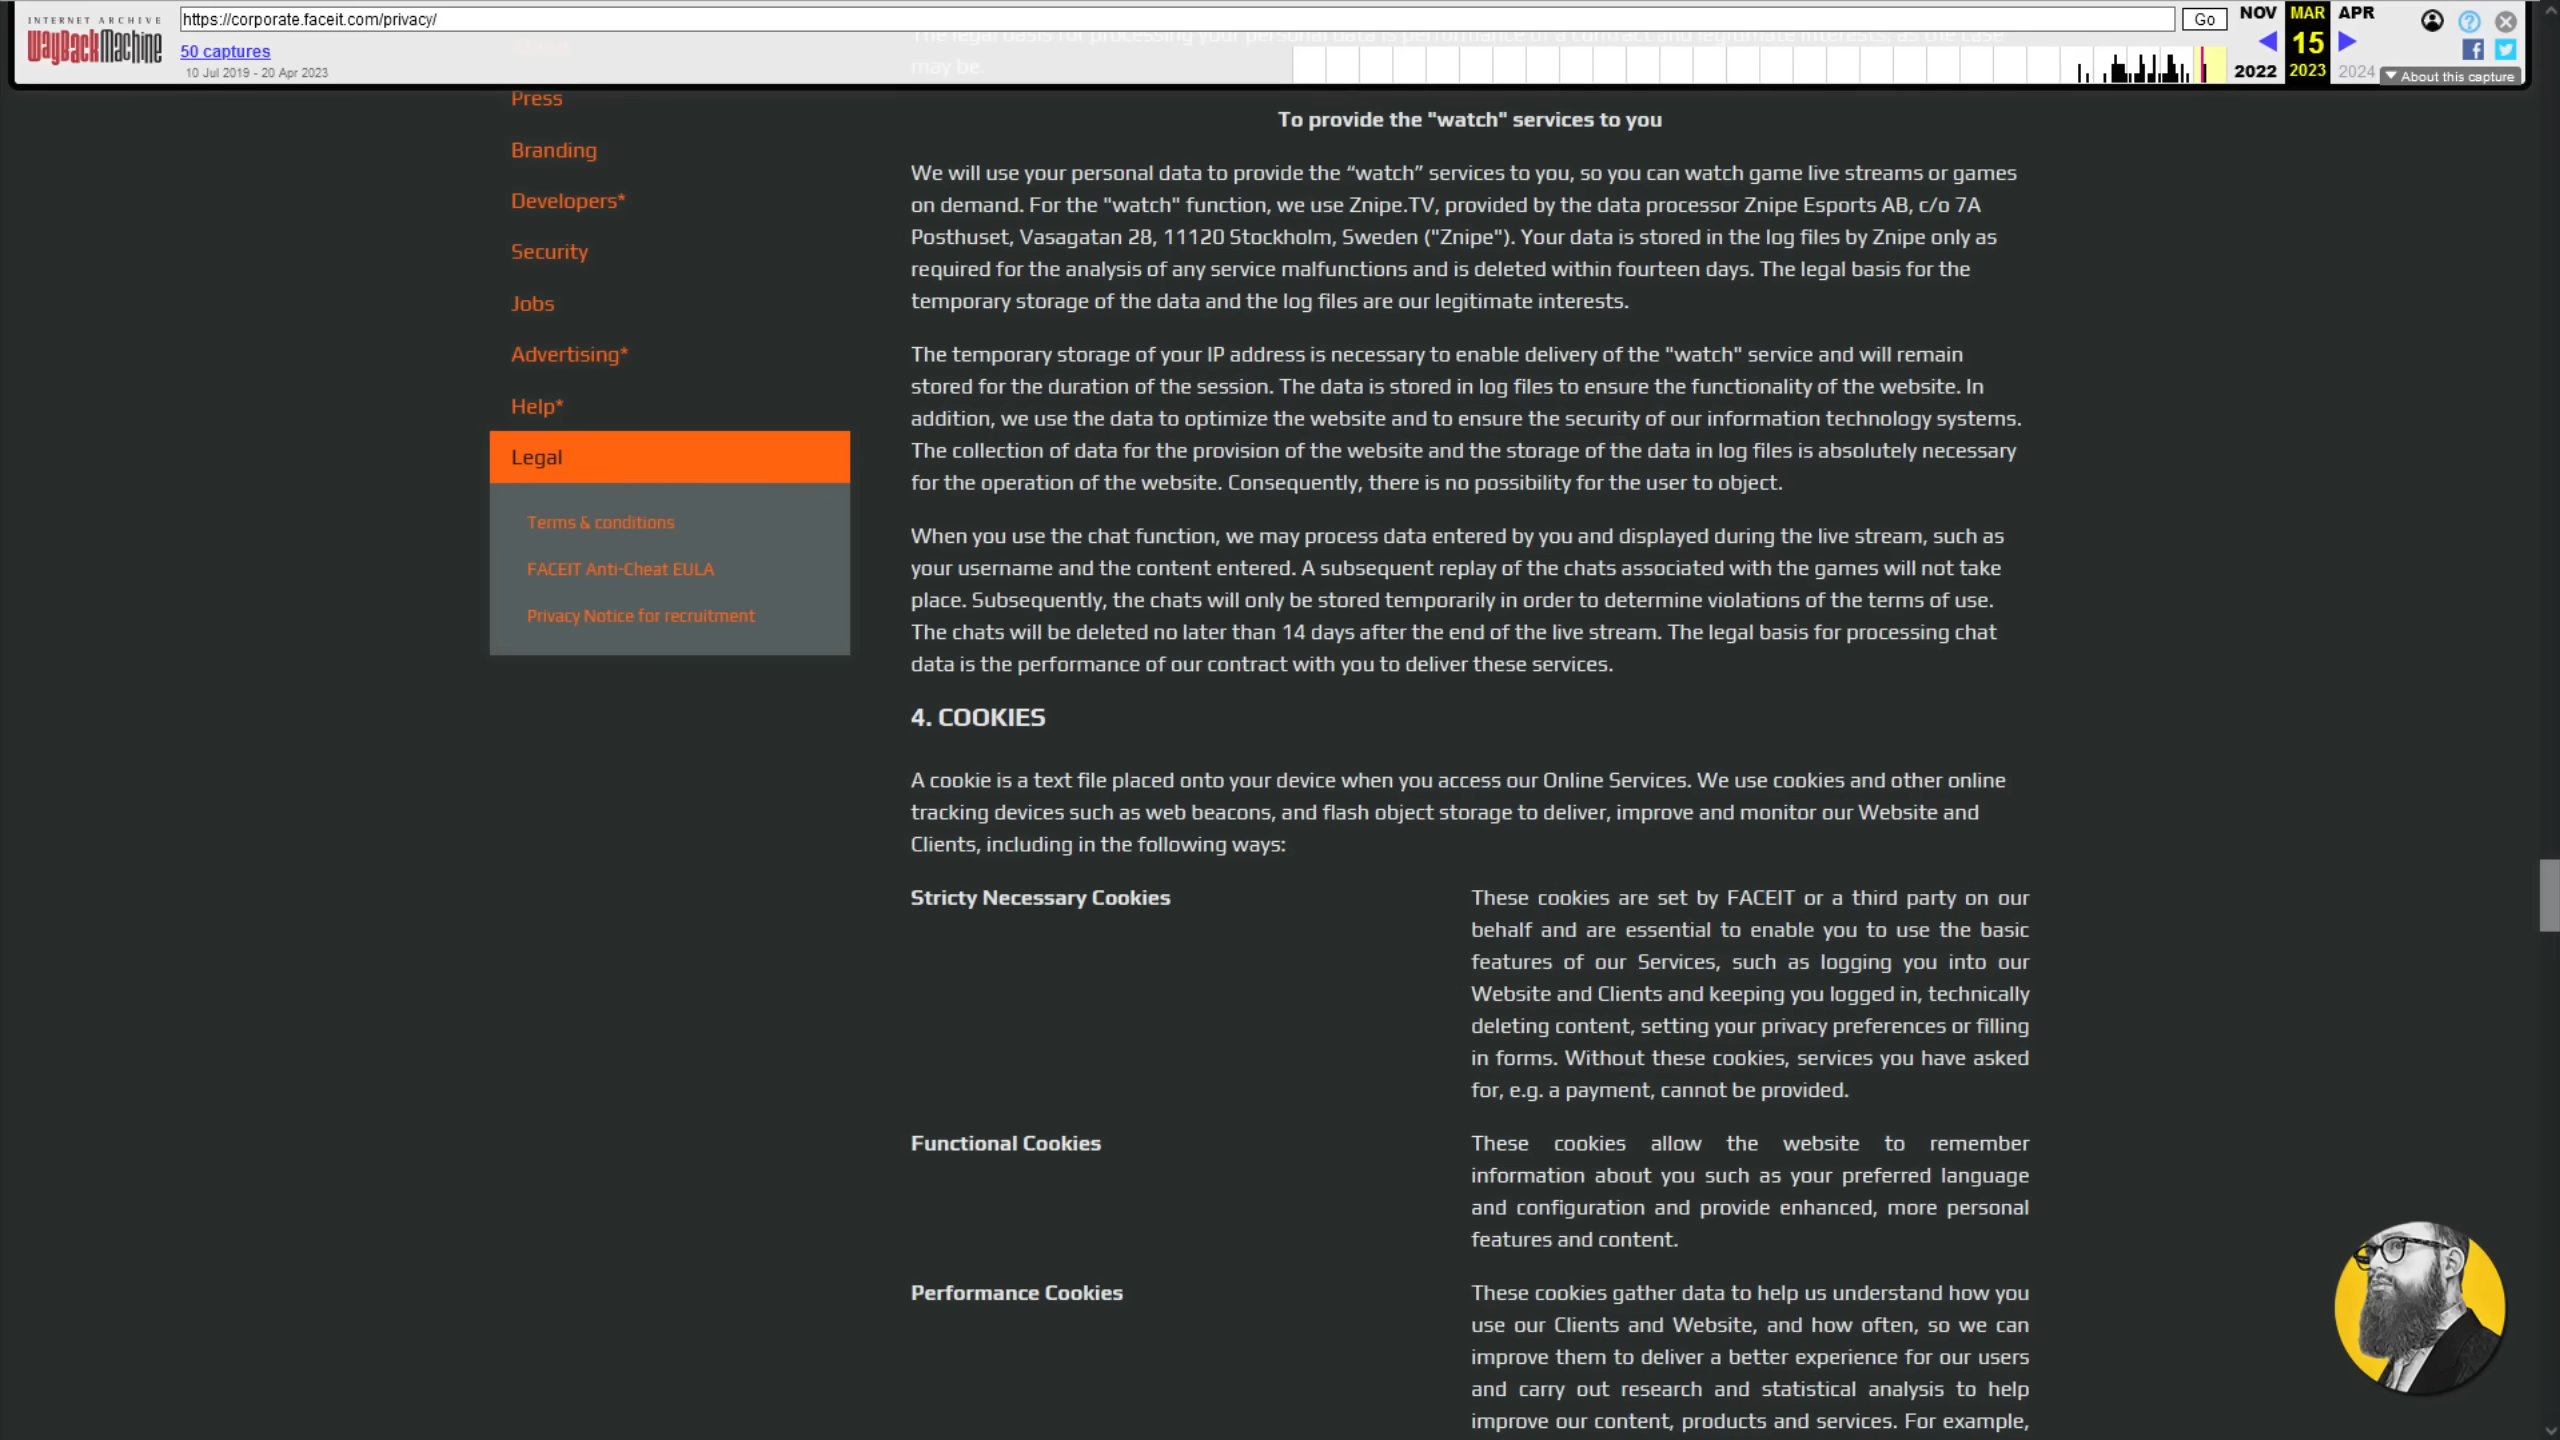 INTERNET ARCHIVE
WayBackMachine
https://corporate.faceit.com/privacy/
Go
NOV
MAR
APR
50 captures
15
10 Jul 2019 - 20 Apr 2023
2022
2023
2024
About this capture
may be.
Press
Branding
Developers*
Security
Jobs
Advertising*
Help*
Legal
Terms & conditions
FACEIT Anti-Cheat EULA
Privacy Notice for recruitment
To provide the "watch" services to you
We will use your personal data to provide the “watch” services to you, so you can watch game live streams or games
on demand. For the "watch" function, we use Znipe.TV, provided by the data processor Znipe Esports AB, c/o 7A
Posthuset, Vasagatan 28, 11120 Stockholm, Sweden ("Znipe"). Your data is stored in the log files by Znipe only as
required for the analysis of any service malfunctions and is deleted within fourteen days. The legal basis for the
temporary storage of the data and the log files are our legitimate interests.
The temporary storage of your IP address is necessary to enable delivery of the "watch" service and will remain
stored for the duration of the session. The data is stored in log files to ensure the functionality of the website. In
addition, we use the data to optimize the website and to ensure the security of our information technology systems.
The collection of data for the provision of the website and the storage of the data in log files is absolutely necessary
for the operation of the website. Consequently, there is no possibility for the user to object.
When you use the chat function, we may process data entered by you and displayed during the live stream, such as
your username and the content entered. A subsequent replay of the chats associated with the games will not take
place. Subsequently, the chats will only be stored temporarily in order to determine violations of the terms of use.
The chats will be deleted no later than 14 days after the end of the live stream. The legal basis for processing chat
data is the performance of our contract with you to deliver these services.
4. COOKIES
A cookie is a text file placed onto your device when you access our Online Services. We use cookies and other online
tracking devices such as web beacons, and flash object storage to deliver, improve and monitor our Website and
Clients, including in the following ways:
Stricty Necessary Cookies
These cookies are set by FACEIT or a third party on our
behalf and are essential to enable you to use the basic
features of our Services, such as logging you into our
Website and Clients and keeping you logged in, technically
deleting content, setting your privacy preferences or filling
in forms. Without these cookies, services you have asked
for, e.g. a payment, cannot be provided.
Functional Cookies
These cookies allow the website to remember
information about you such as your preferred language
and configuration and provide enhanced, more personal
features and content.
Performance Cookies
These cookies gather data to help us understand how you
use our Clients and Website, and how often, so we can
improve them to deliver a better experience for our users
and carry out research and statistical analysis to help
improve our content, products and services. For example,